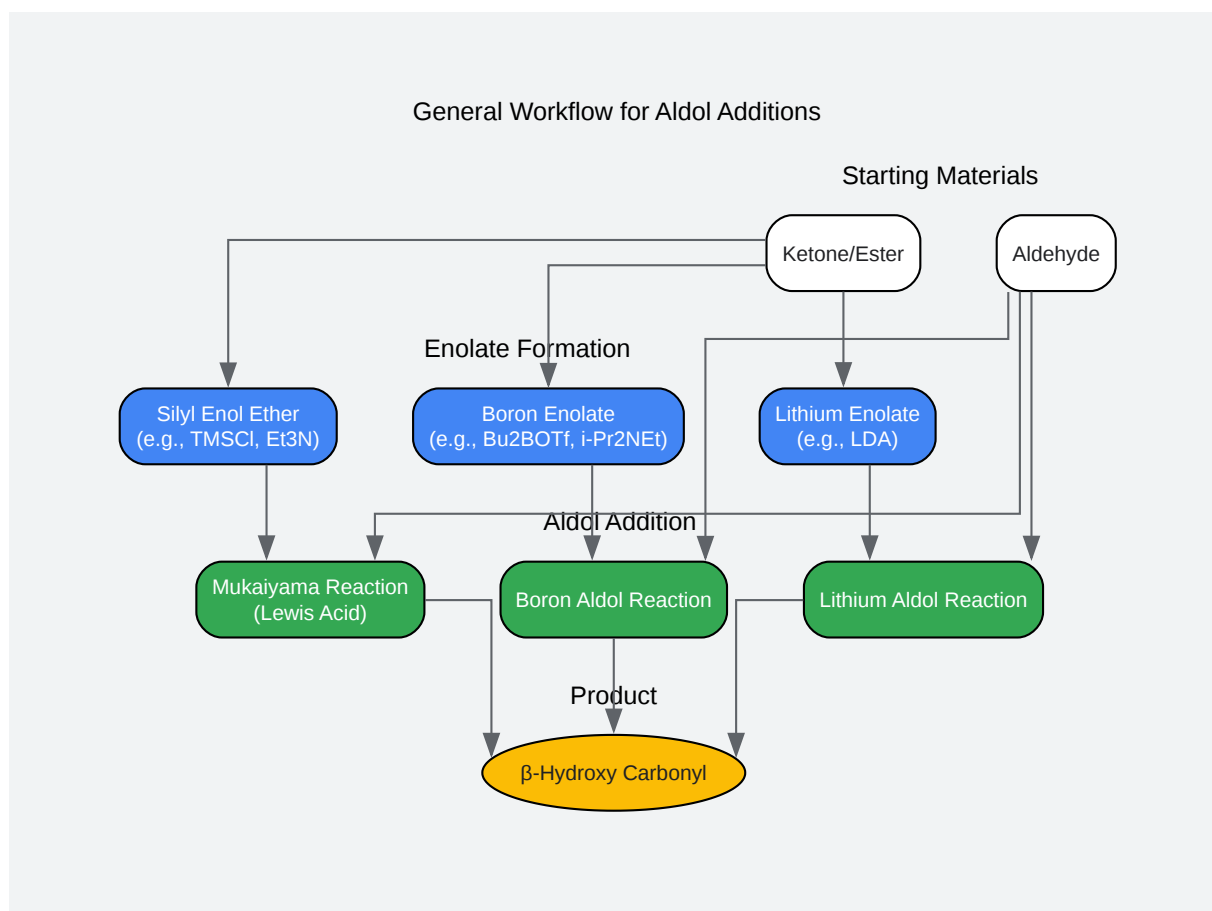 General Workflow for Aldol Additions
Starting Materials
Ketone/Ester
Aldehyde
Enolate Formation
Silyl Enol Ether
(e.g., TMSCl, Et3N)
Boron Enolate
(e.g., Bu2BOTf, i-Pr2NEt)
Lithium Enolate
(e.g., LDA)
Aldol Addition
Mukaiyama Reaction
(Lewis Acid)
Boron Aldol Reaction
Lithium Aldol Reaction
Product
β-Hydroxy Carbonyl